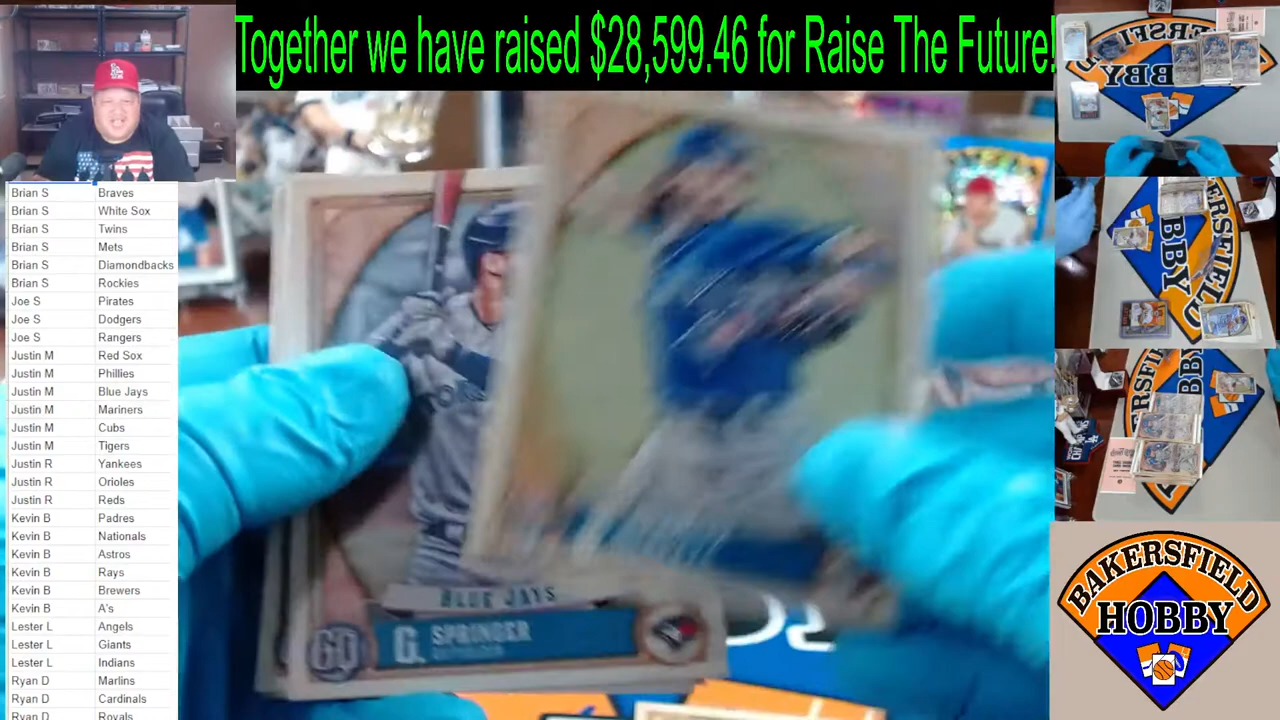 Together we have raised $28,599.46 for Raise The Future!
Brian S Braves
Brian S White Sox
Brian S Twins
Brian S Mets
Brian S Diamondbacks
Brian S Rockies
Joe S Pirates
Joe S Dodgers
Joe S Rangers
Justin M Red Sox
Justin M Phillies
Justin M Blue Jays
Justin M Mariners
Justin M Cubs
Justin M Tigers
Justin R Yankees
Justin R Orioles
Justin R Reds
Kevin B Padres
Kevin B Nationals
Kevin B Astros
Kevin B Rays
Kevin B Brewers
Kevin B A's
Lester L Angels
Lester L Giants
Lester L Indians
Ryan D Marlins
Ryan D Cardinals
Ryan D Royals
BLUE JAYS
GQ G. SPRINGER
BAKERSFIELD
HOBBY